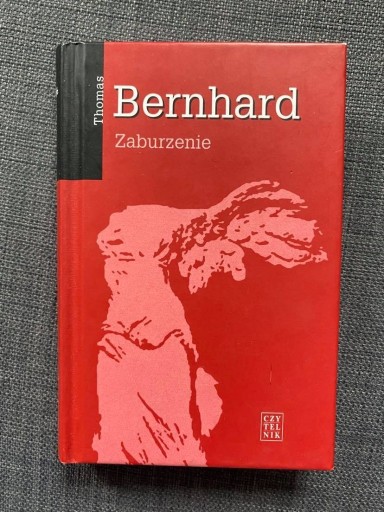 Thomas
Bernhard
Zaburzenie
CZY
TEL
NIK